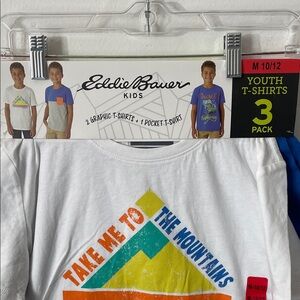 Eddie Bauer
KIDS
2 GRAPHIC T-SHIRTS + 1 POCKET T-SHIRT
M 10/12
YOUTH
T-SHIRTS
3
PACK
TAKE ME TO
THE MOUNTAINS